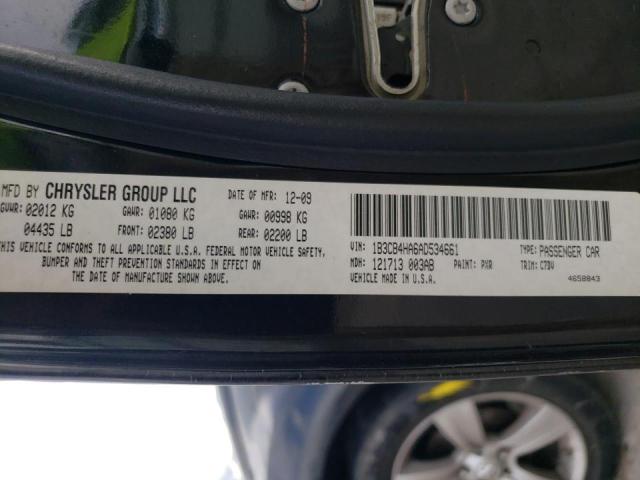 MFD BY CHRYSLER GROUP LLC DATE OF MFR: 12-09
GVWR: 02012 KG GAWR: 01080 KG GAWR: 00998 KG
04435 LB FRONT: 02380 LB REAR: 02200 LB
THIS VEHICLE CONFORMS TO ALL APPLICABLE U.S.A. FEDERAL MOTOR VEHICLE SAFETY,
BUMPER AND THEFT PREVENTION STANDARDS IN EFFECT ON
THE DATE OF MANUFACTURE SHOWN ABOVE.
VIN: 1B3CB4HA6AD534661 TYPE: PASSENGER CAR
MDH: 121713 003AB PAINT: PXR TRIM: C7DV
VEHICLE MADE IN U.S.A. 4658843